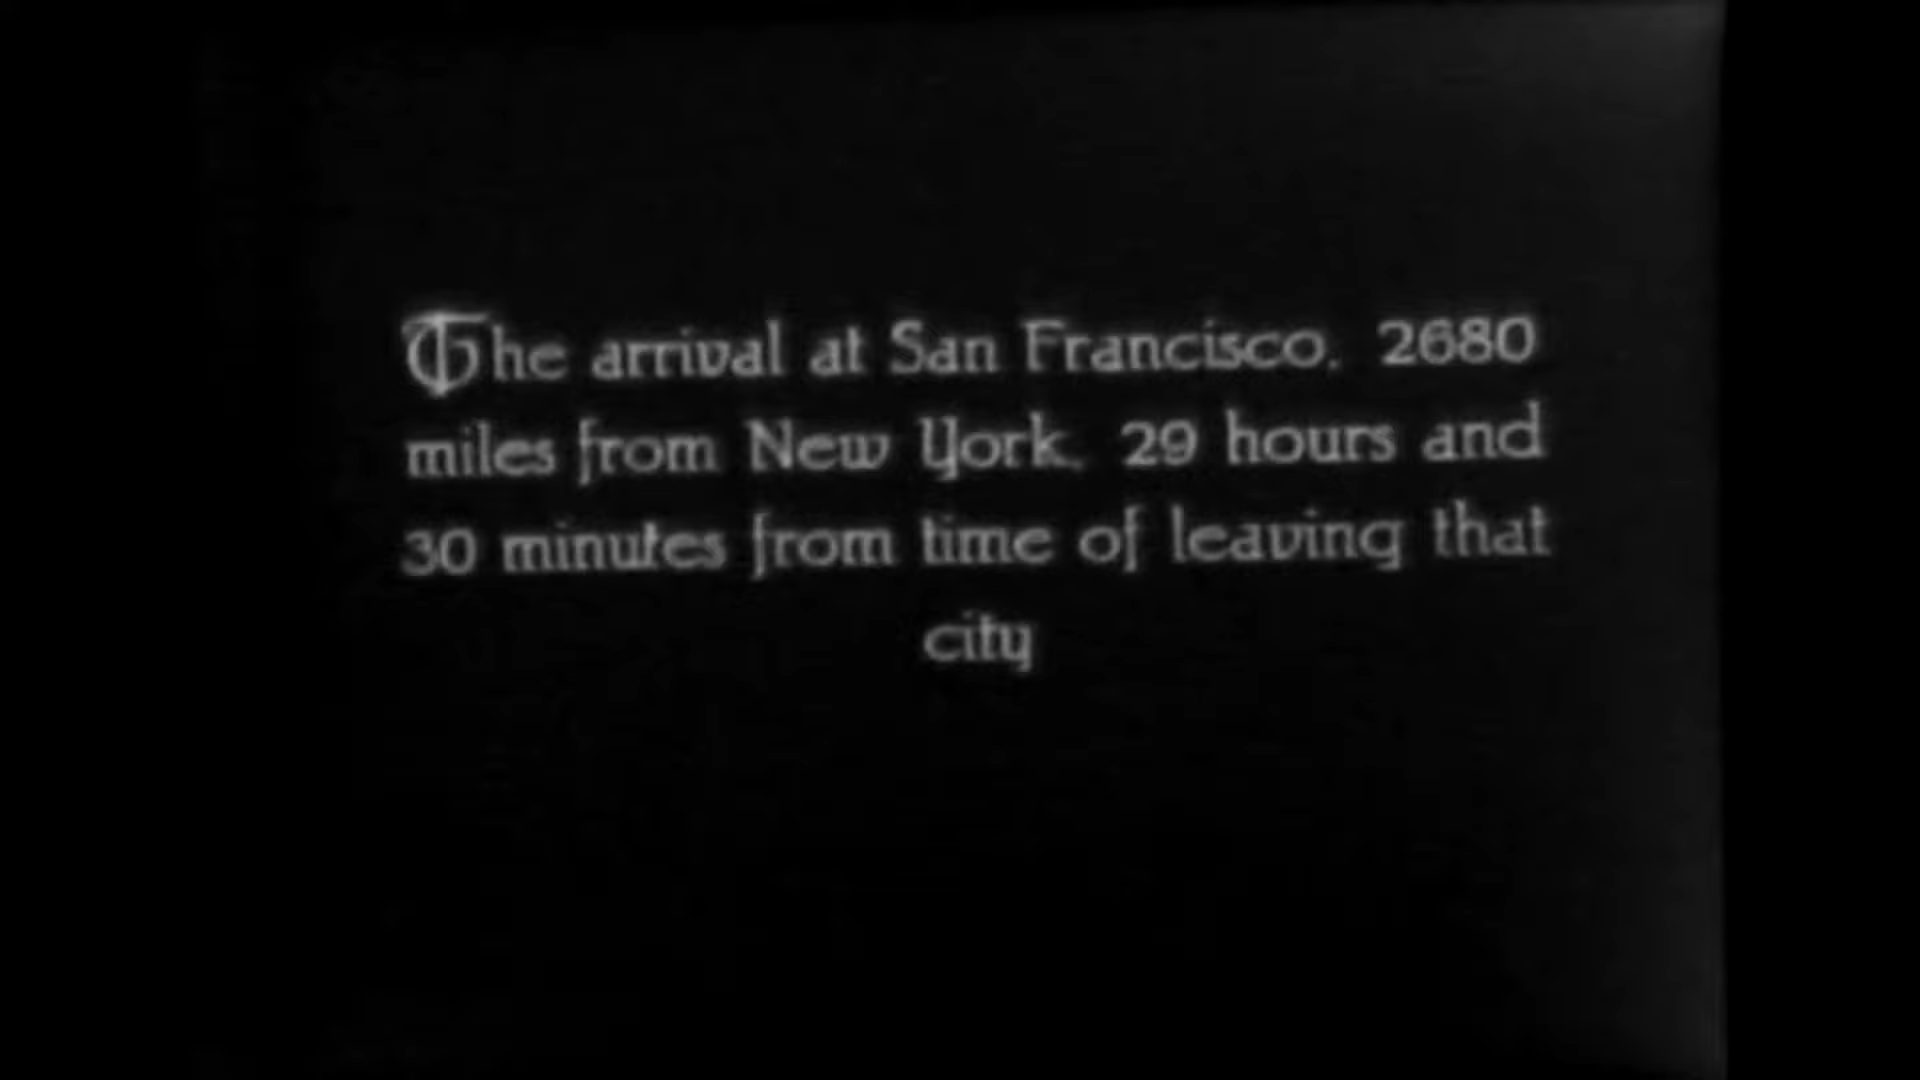 The arrival at San Francisco. 2680
miles from New York. 29 hours and
30 minutes from time of leaving that
city